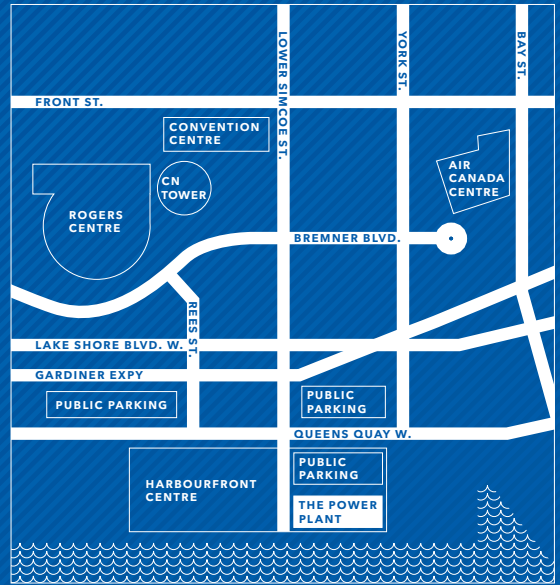 LOWER SIMCOE ST.
YORK ST.
BAY ST.
FRONT ST.
CONVENTION
CENTRE
CN
TOWER
AIR
CANADA
CENTRE
ROGERS
CENTRE
BREMNER BLVD.
REES ST.
LAKE SHORE BLVD. W.
GARDINER EXPY
PUBLIC PARKING
PUBLIC
PARKING
QUEENS QUAY W.
PUBLIC
PARKING
HARBOURFRONT
CENTRE
THE POWER
PLANT